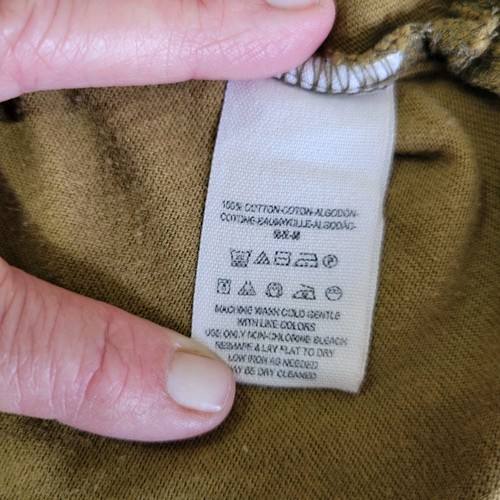 100% COTTON-COTON-ALGODÓN-
COTONE-BAUMWOLLE-ALGODÃO-
MACHINE WASH COLD GENTLE
WITH LIKE COLORS
USE ONLY NON-CHLORINE BLEACH
RESHAPE & LAY FLAT TO DRY
LOW IRON AS NEEDED
MAY BE DRY CLEANED